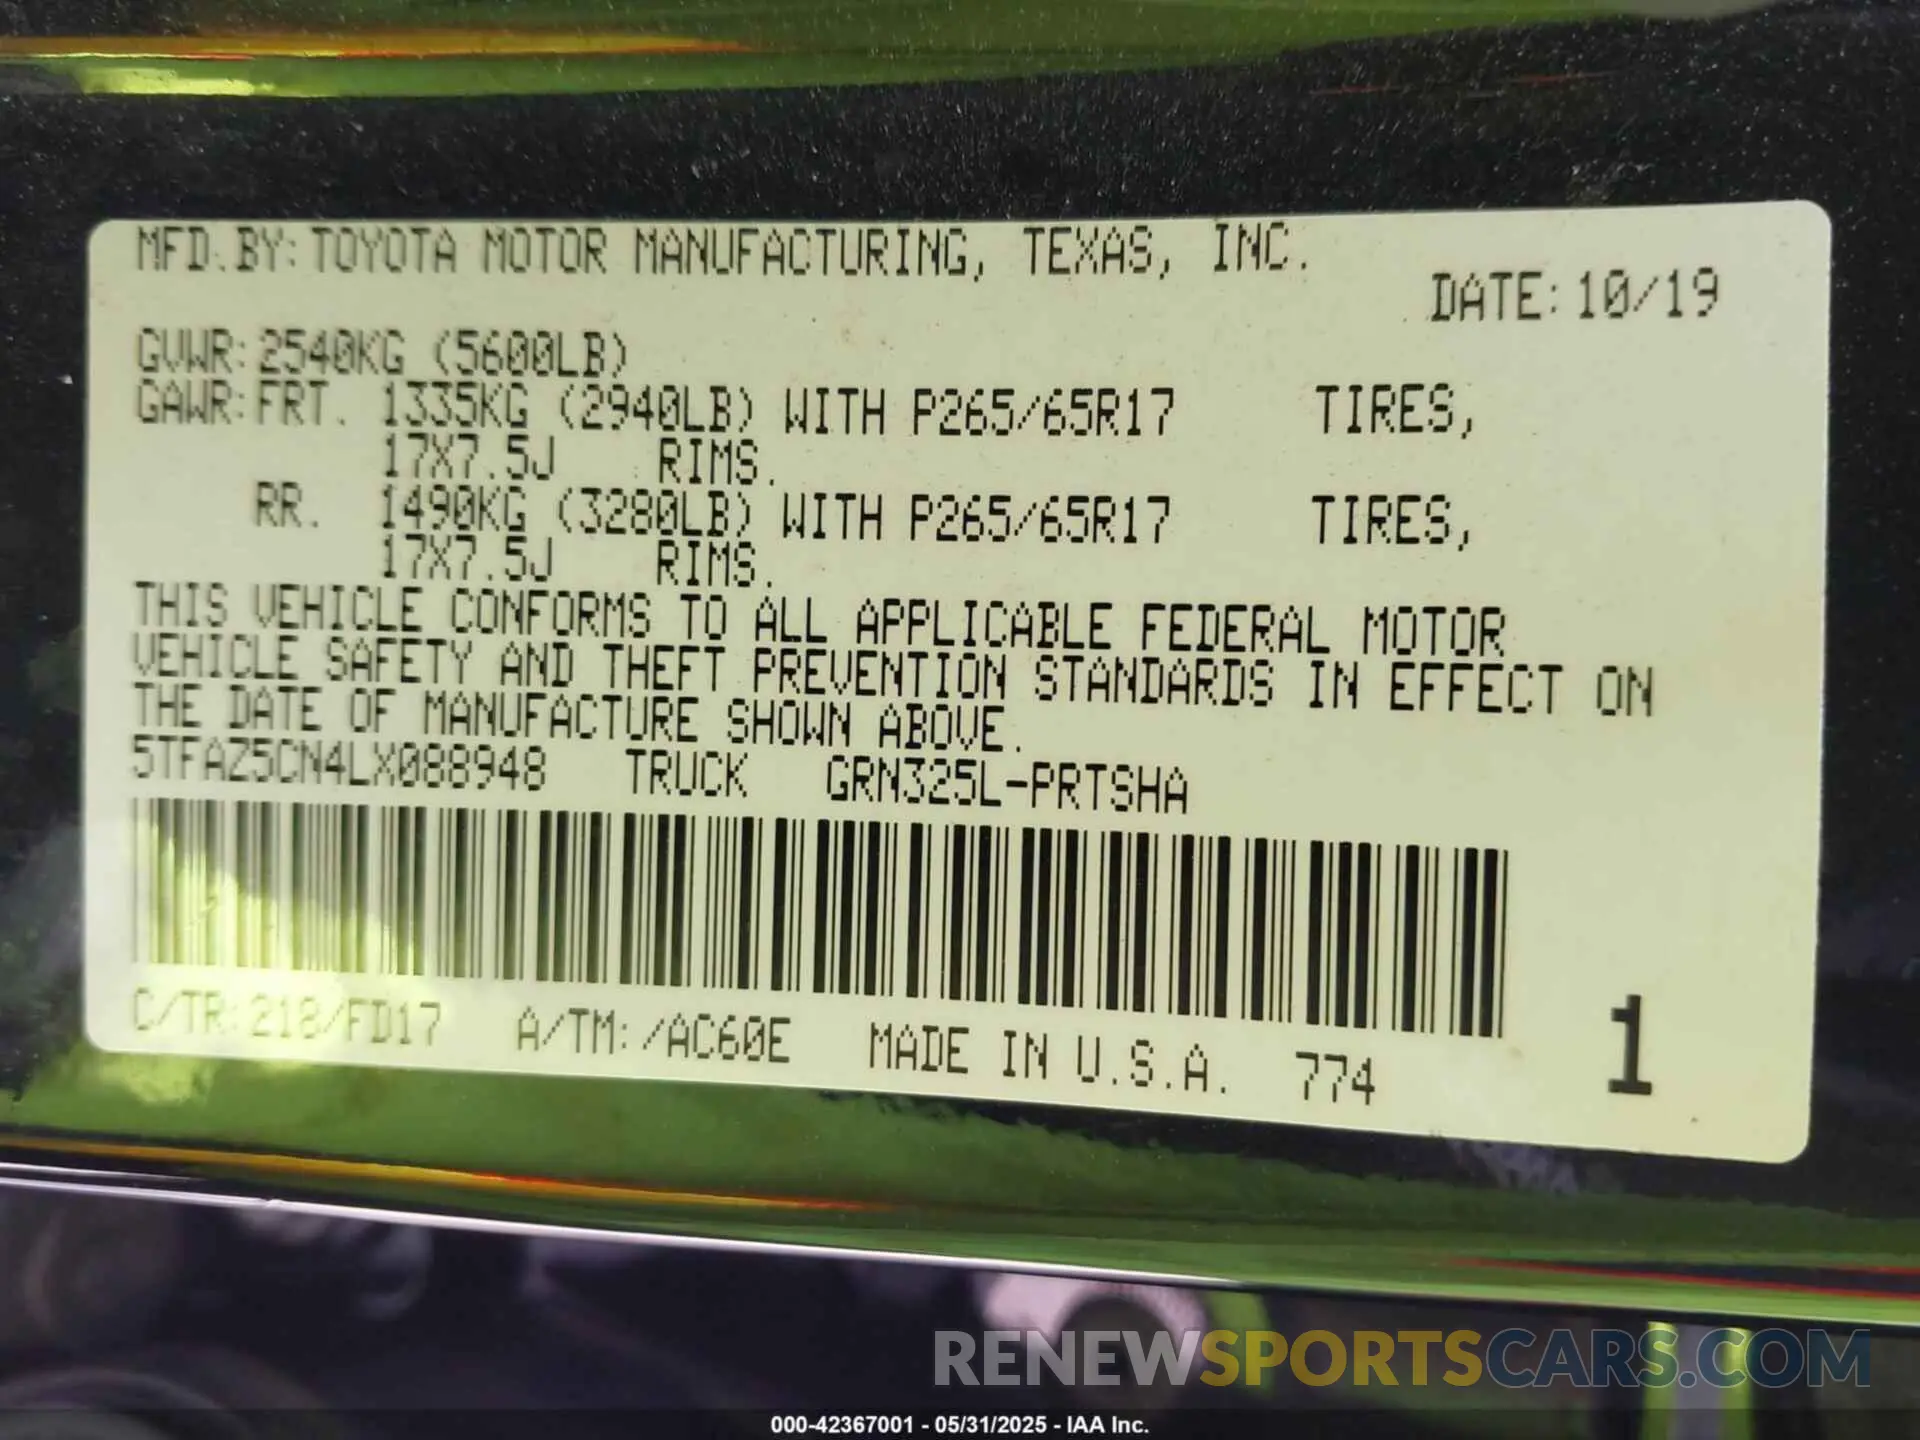 MFD.BY:TOYOTA MOTOR MANUFACTURING, TEXAS, INC.
DATE:10/19
GVWR:2540KG (5600LB)
GAWR:FRT. 1335KG (2940LB) WITH P265/65R17 TIRES,
17X7.5J RIMS.
RR. 1490KG (3280LB) WITH P265/65R17 TIRES,
17X7.5J RIMS.
THIS VEHICLE CONFORMS TO ALL APPLICABLE FEDERAL MOTOR
VEHICLE SAFETY AND THEFT PREVENTION STANDARDS IN EFFECT ON
THE DATE OF MANUFACTURE SHOWN ABOVE.
5TFAZ5CN4LX088948 TRUCK GRN325L-PRTSHA
C/TR:218/FD17 A/TM:/AC60E MADE IN U.S.A. 774
1
RENEWSPORTSCARS.COM
000-42367001 - 05/31/2025 - IAA Inc.